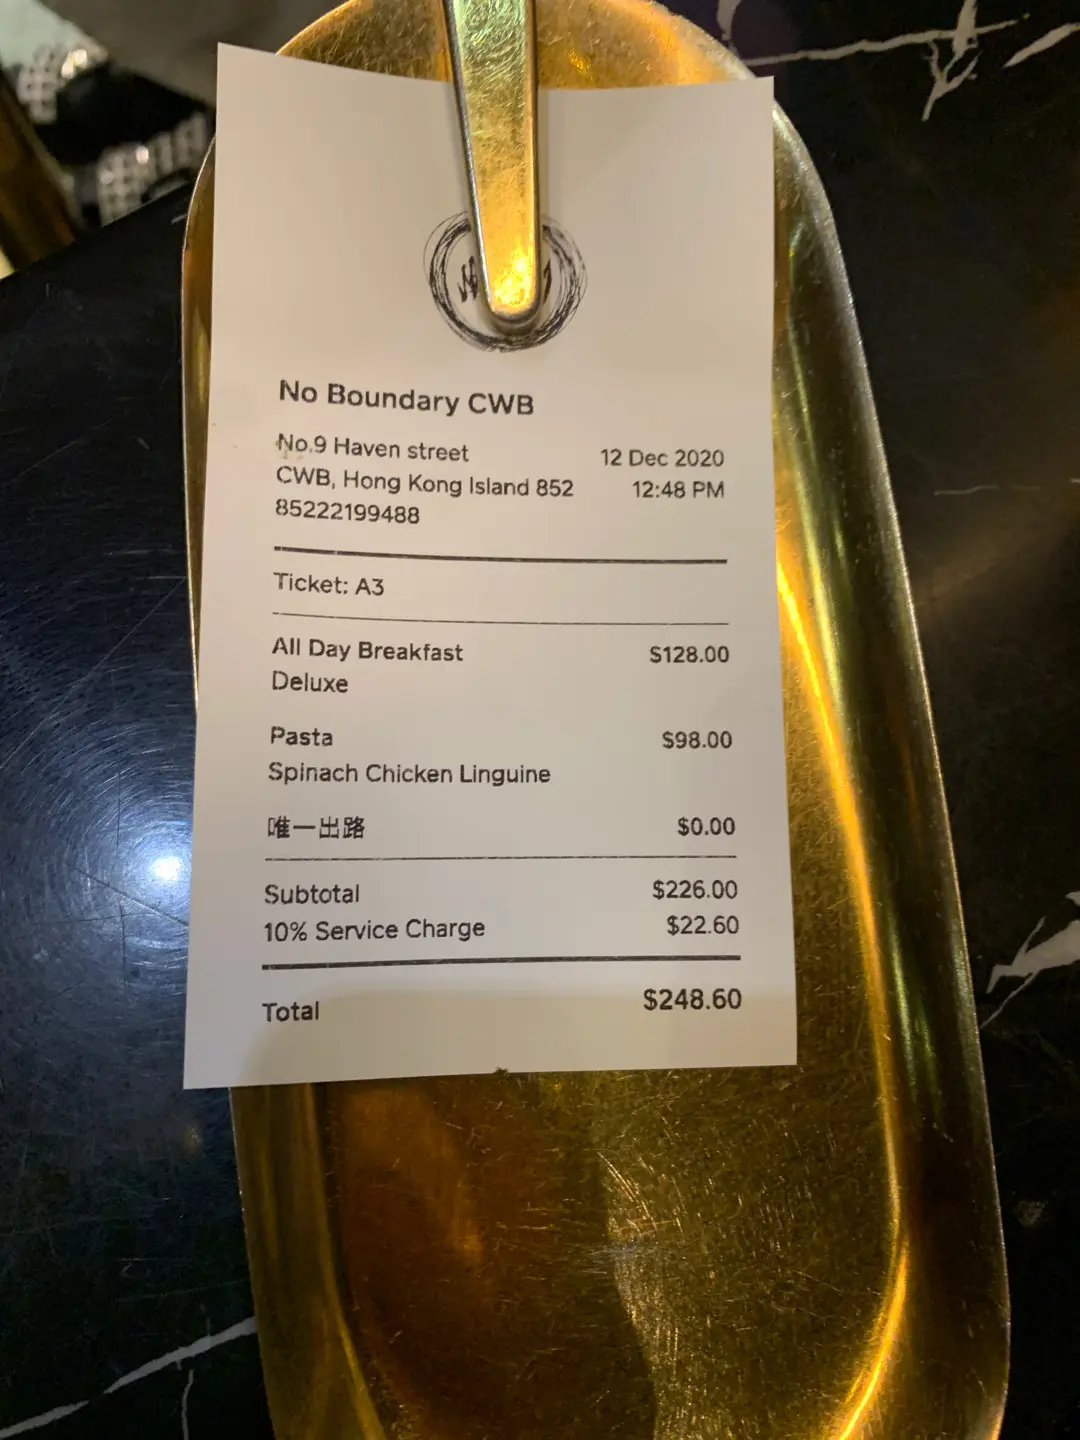 No Boundary CWB
No.9 Haven street
12 Dec 2020
CWB, Hong Kong Island 852
12:48 PM
85222199488
Ticket: A3
All Day Breakfast $128.00
Deluxe
Pasta $98.00
Spinach Chicken Linguine
唯一出路 $0.00
Subtotal $226.00
10% Service Charge $22.60
Total $248.60